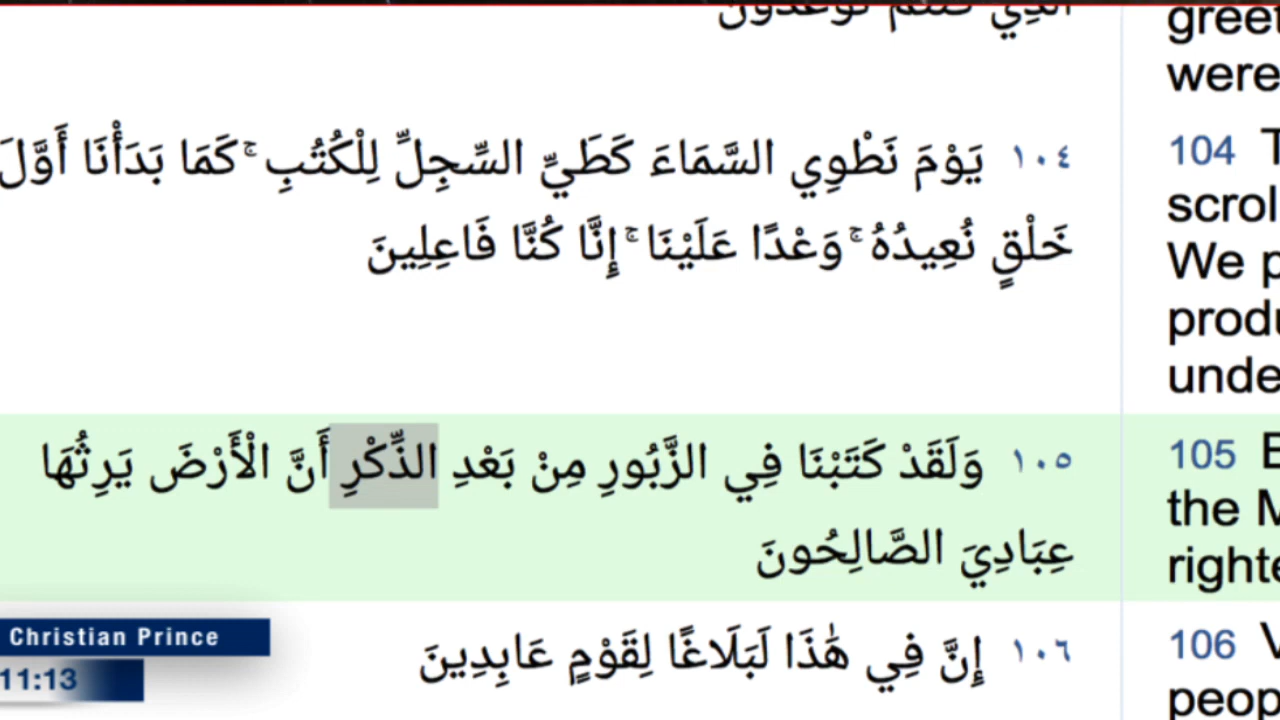 ١٠٤ يَوْمَ نَطْوِي السَّمَاءَ كَطَيِّ السِّجِلِّ لِلْكُتُبِ ۚ كَمَا بَدَأْنَا أَوَّلَ
خَلْقٍ نُعِيدُهُ ۚ وَعْدًا عَلَيْنَا ۚ إِنَّا كُنَّا فَاعِلِينَ
١٠٥ وَلَقَدْ كَتَبْنَا فِي الزَّبُورِ مِنْ بَعْدِ الذِّكْرِ أَنَّ الْأَرْضَ يَرِثُهَا
عِبَادِيَ الصَّالِحُونَ
١٠٦ إِنَّ فِي هَٰذَا لَبَلَاغًا لِقَوْمٍ عَابِدِينَ
were
104 T
scrol
We p
produ
unde
105 E
the M
righte
106 V
peop
Christian Prince
11:13